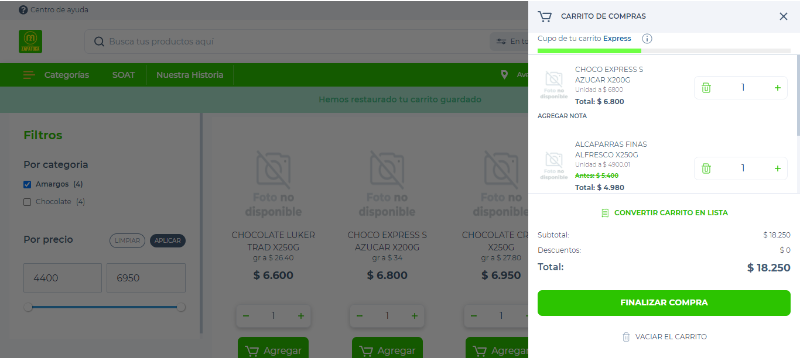 Centro de ayuda
Busca tus productos aquí
En to
Categorías
SOAT
Nuestra Historia
Hemos restaurado tu carrito guardado
Filtros
Por categoría
Amargos (4)
Chocolate (4)
Por precio
LIMPIAR
APLICAR
4400
6950
Foto no
disponible
CHOCOLATE LUKER
TRAD X250G
gr a $ 26.40
$ 6.600
1
Agregar
Foto no
disponible
CHOCO EXPRESS S
AZUCAR X200G
gr a $ 34
$ 6.800
1
Agregar
Foto no
disponible
CHOCOLATE CR
X250G
gr a $ 27.80
$ 6.950
1
Agregar
CARRITO DE COMPRAS
Cupo de tu carrito Express
Foto no
disponible
CHOCO EXPRESS S
AZUCAR X200G
Unidad a $ 6800
Total: $ 6.800
1
AGREGAR NOTA
Foto no
disponible
ALCAPARRAS FINAS
ALFRESCO X250G
Unidad a $ 4900.01
Antes: $ 5.400
Total: $ 4.980
1
CONVERTIR CARRITO EN LISTA
Subtotal: $ 18.250
Descuentos: $ 0
Total: $ 18.250
FINALIZAR COMPRA
VACIAR EL CARRITO